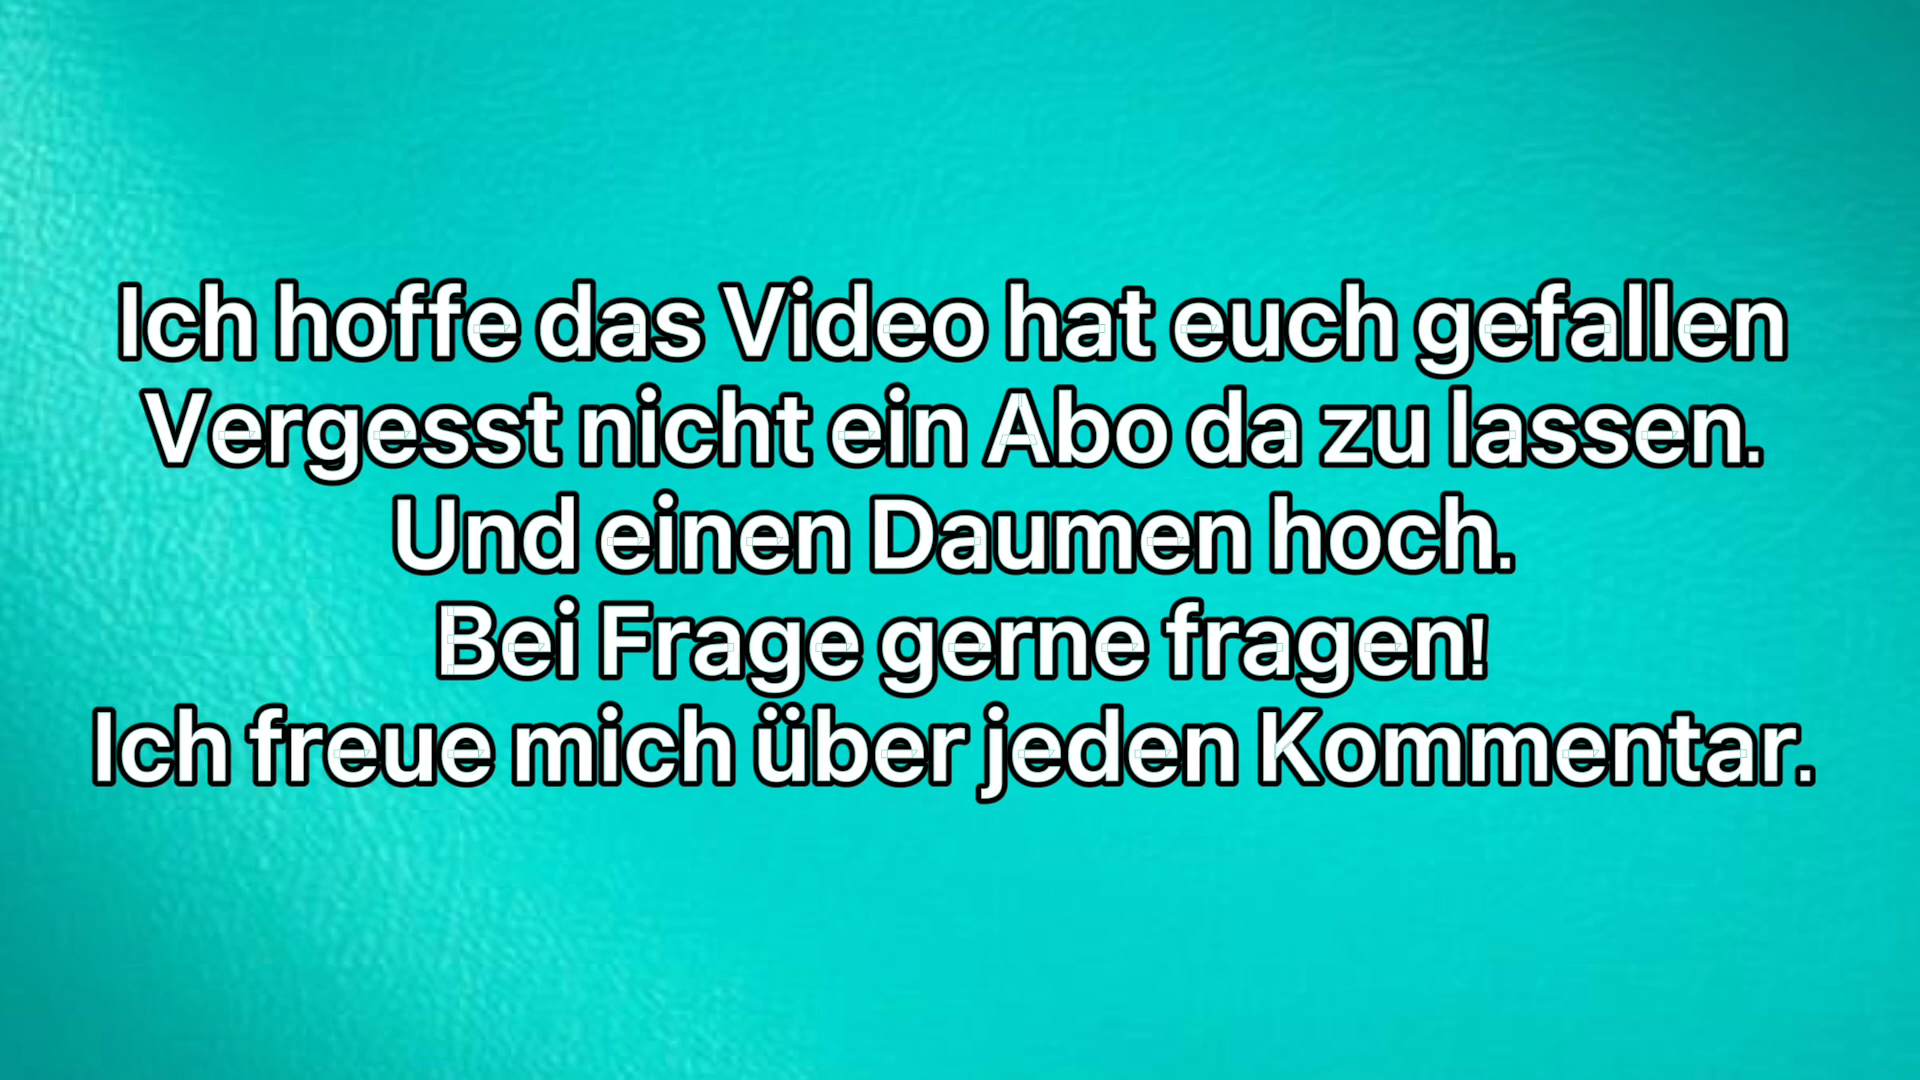 Ich hoffe das Video hat euch gefallen
Vergesst nicht ein Abo da zu lassen.
Und einen Daumen hoch.
Bei Frage gerne fragen!
Ich freue mich über jeden Kommentar.